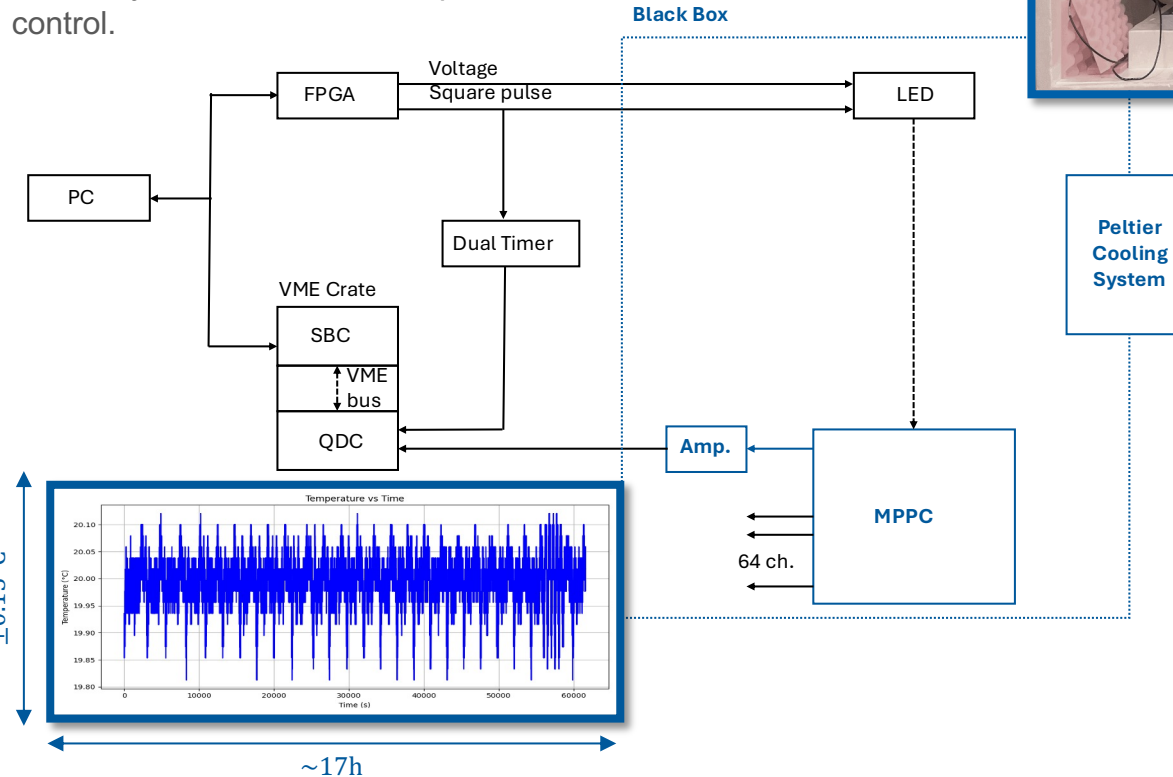 control.
Black Box
Voltage
Square pulse
FPGA
LED
PC
Dual Timer
Peltier
Cooling
System
VME Crate
SBC
VME
bus
QDC
Amp.
MPPC
64 ch.
Temperature vs Time
20.10
20.05
20.00
19.95
19.90
19.85
19.80
Temperature (°C)
0
10000
20000
30000
40000
50000
60000
Time (s)
~17h